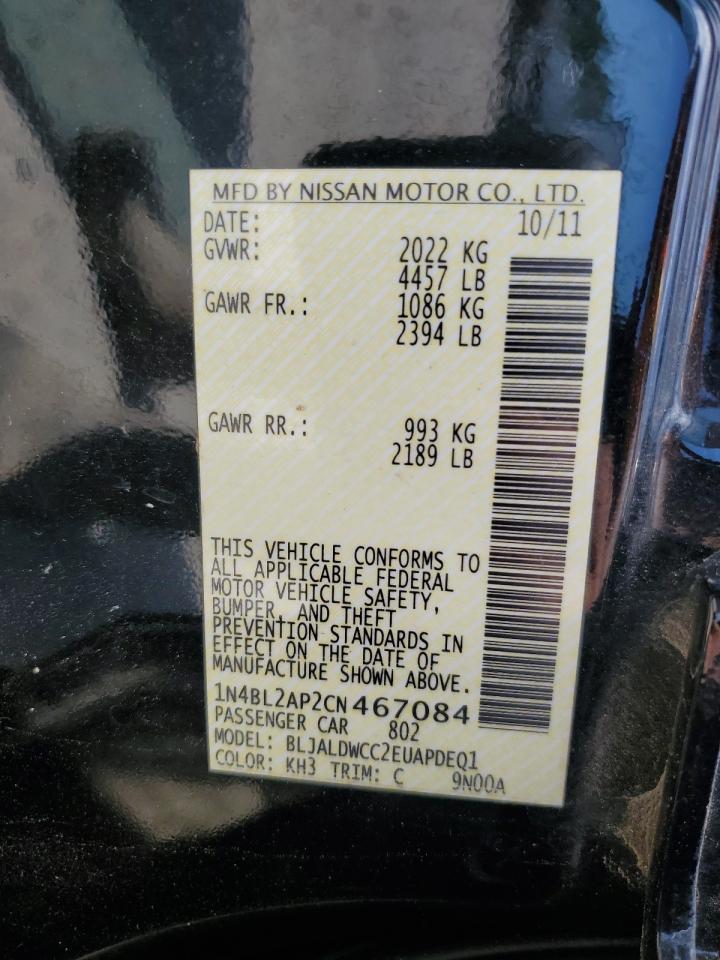 MFD BY NISSAN MOTOR CO., LTD.
DATE: 10/11
GVWR: 2022 KG
4457 LB
GAWR FR.: 1086 KG
2394 LB
GAWR RR.: 993 KG
2189 LB
THIS VEHICLE CONFORMS TO
ALL APPLICABLE FEDERAL
MOTOR VEHICLE SAFETY,
BUMPER, AND THEFT
PREVENTION STANDARDS IN
EFFECT ON THE DATE OF
MANUFACTURE SHOWN ABOVE.
1N4BL2AP2CN467084
PASSENGER CAR 802
MODEL: BLJALDWCC2EUAPDEQ1
COLOR: KH3 TRIM: C 9N00A